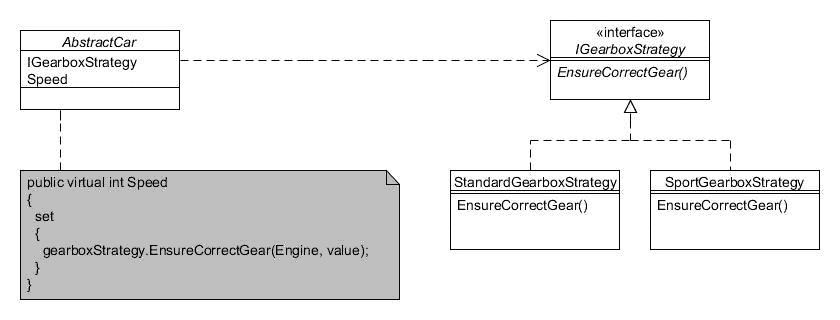 AbstractCar
IGearboxStrategy
Speed
«interface»
IGearboxStrategy
EnsureCorrectGear()
public virtual int Speed
{
set
{
gearboxStrategy.EnsureCorrectGear(Engine, value);
}
}
StandardGearboxStrategy
EnsureCorrectGear()
SportGearboxStrategy
EnsureCorrectGear()